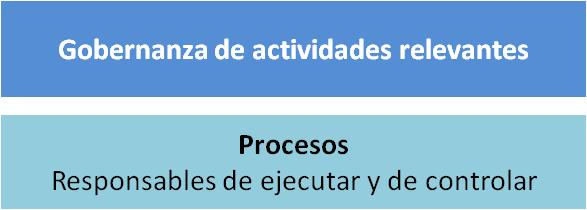 Gobernanza de actividades relevantes
Procesos
Responsables de ejecutar y de controlar